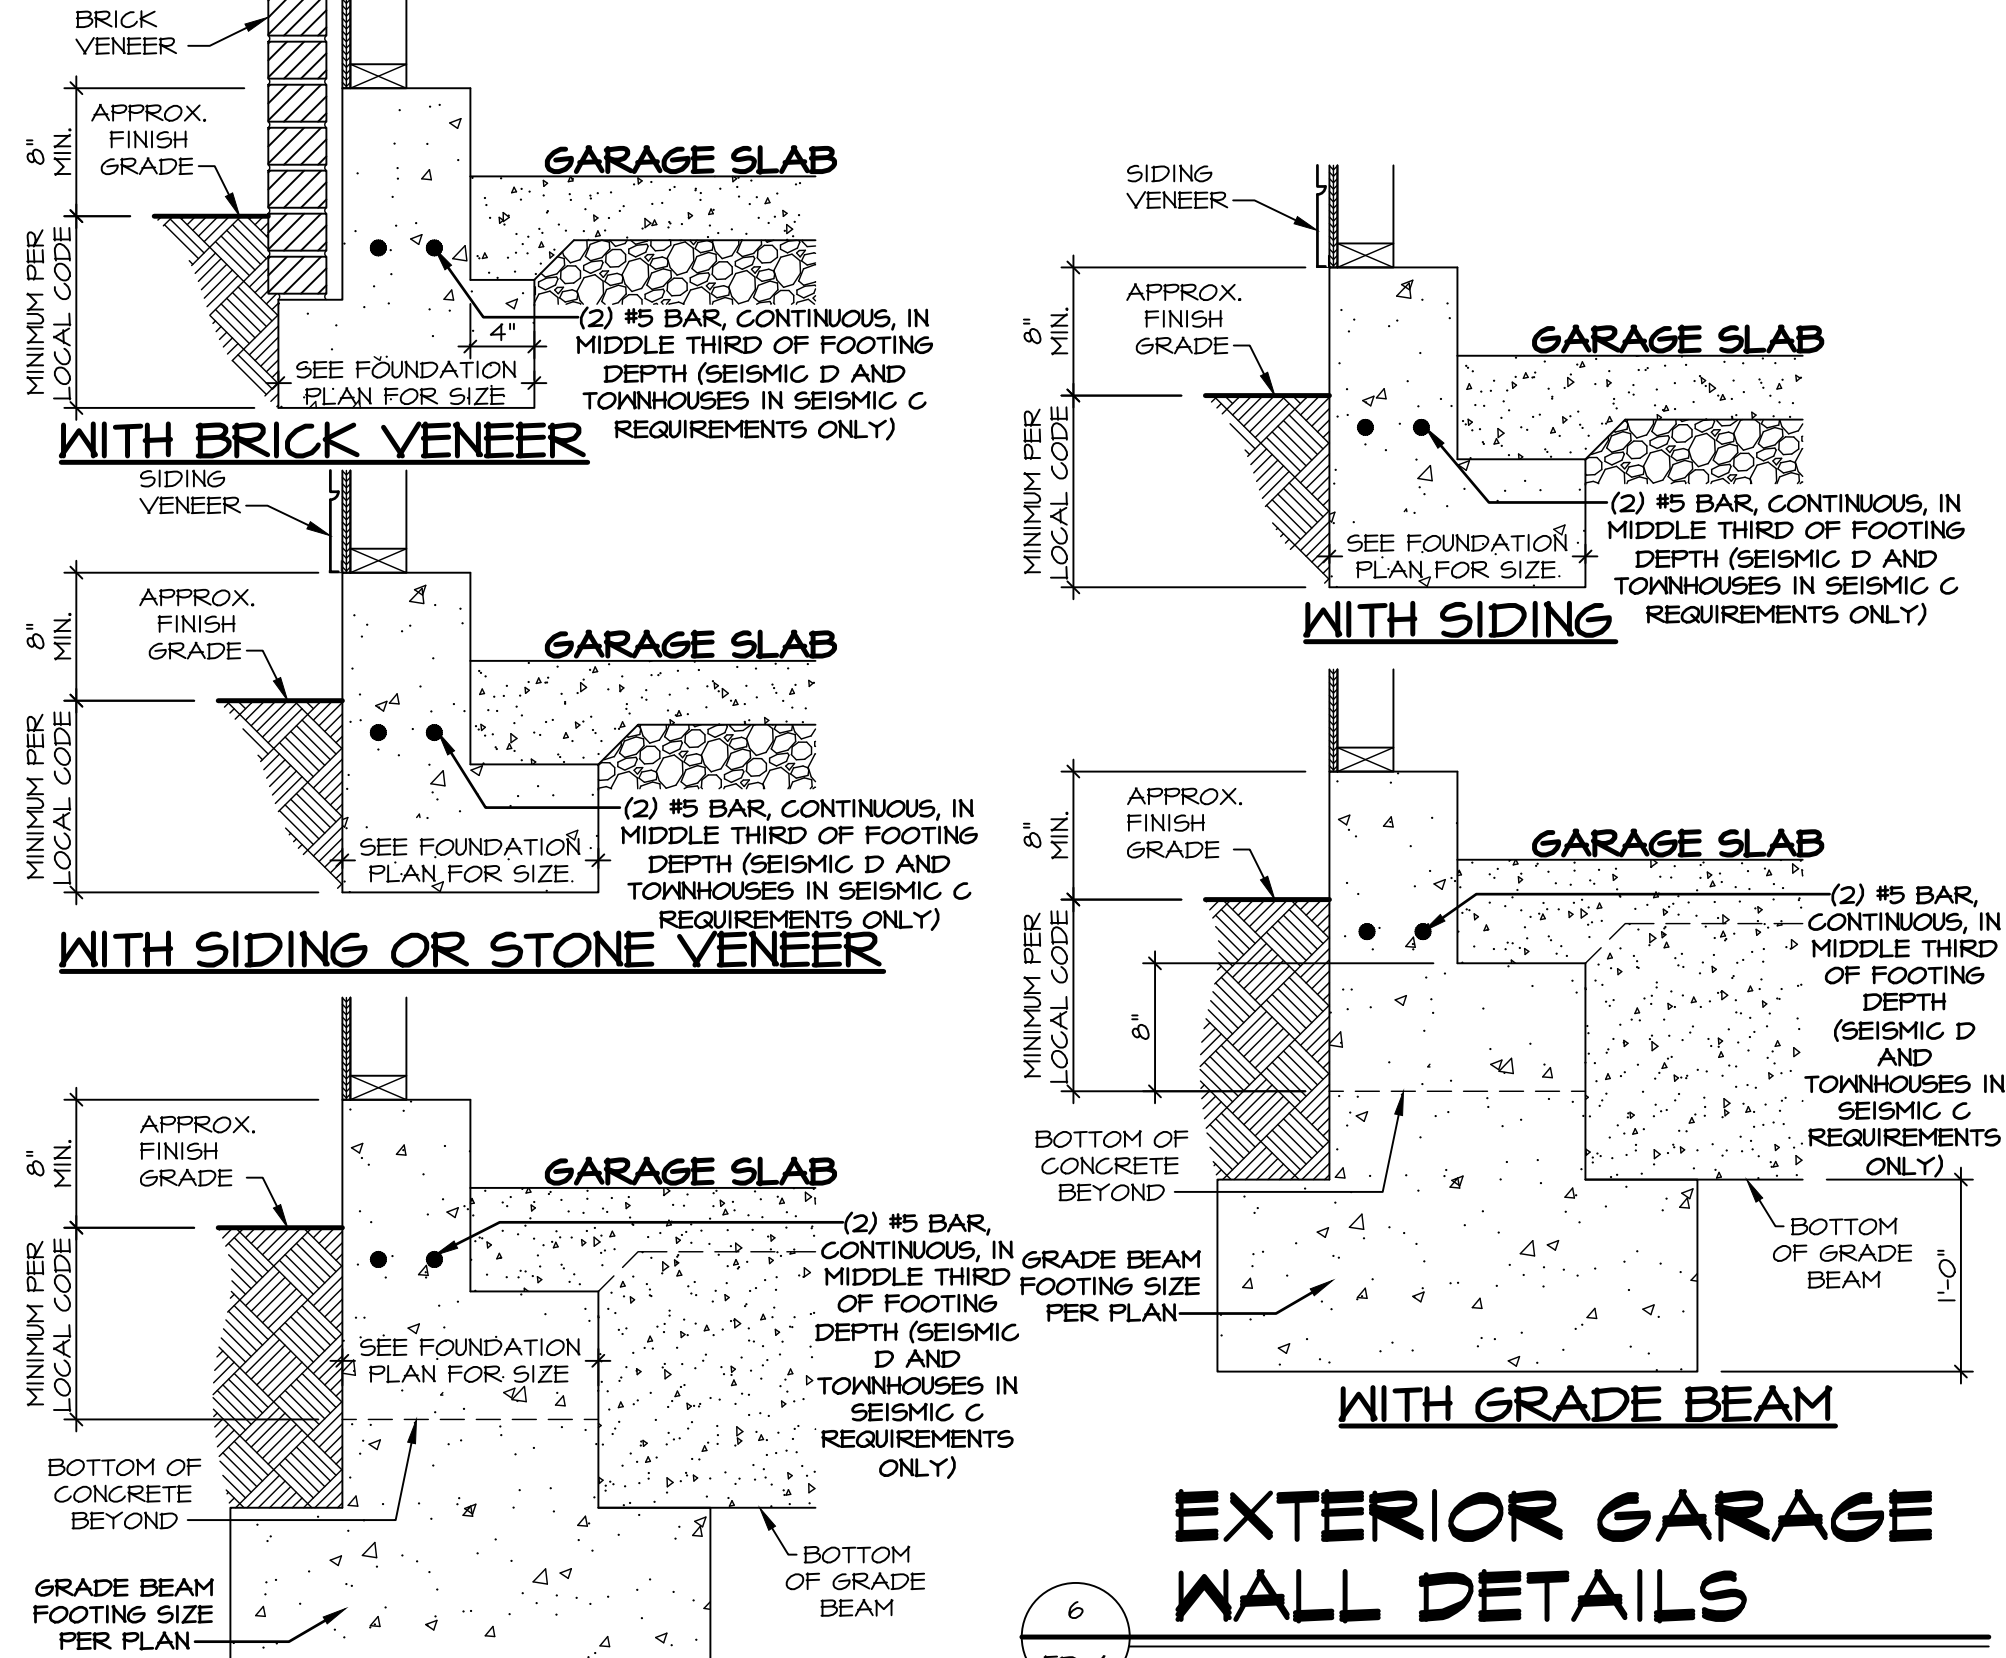 BRICK
VENEER
8"
MIN.
APPROX.
FINISH
GRADE
GARAGE SLAB
MINIMUM PER
LOCAL CODE
4"
(2) #5 BAR, CONTINUOUS, IN
MIDDLE THIRD OF FOOTING
DEPTH (SEISMIC D AND
TOWNHOUSES IN SEISMIC C
REQUIREMENTS ONLY)
SEE FOUNDATION
PLAN FOR SIZE
WITH BRICK VENEER
SIDING
VENEER
8"
MIN.
APPROX.
FINISH
GRADE
GARAGE SLAB
MINIMUM PER
LOCAL CODE
(2) #5 BAR, CONTINUOUS, IN
MIDDLE THIRD OF FOOTING
DEPTH (SEISMIC D AND
TOWNHOUSES IN SEISMIC C
REQUIREMENTS ONLY)
SEE FOUNDATION
PLAN FOR SIZE
WITH SIDING OR STONE VENEER
8"
MIN.
APPROX.
FINISH
GRADE
GARAGE SLAB
MINIMUM PER
LOCAL CODE
(2) #5 BAR,
CONTINUOUS, IN
MIDDLE THIRD
OF FOOTING
DEPTH (SEISMIC
D AND
TOWNHOUSES IN
SEISMIC C
REQUIREMENTS
ONLY)
SEE FOUNDATION
PLAN FOR SIZE
BOTTOM OF
CONCRETE
BEYOND
BOTTOM
OF GRADE
BEAM
GRADE BEAM
FOOTING SIZE
PER PLAN
SIDING
VENEER
8"
MIN.
APPROX.
FINISH
GRADE
GARAGE SLAB
MINIMUM PER
LOCAL CODE
(2) #5 BAR, CONTINUOUS, IN
MIDDLE THIRD OF FOOTING
DEPTH (SEISMIC D AND
TOWNHOUSES IN SEISMIC C
REQUIREMENTS ONLY)
SEE FOUNDATION
PLAN FOR SIZE
WITH SIDING
8"
MIN.
APPROX.
FINISH
GRADE
GARAGE SLAB
MINIMUM PER
LOCAL CODE
8"
(2) #5 BAR,
CONTINUOUS, IN
MIDDLE THIRD
OF FOOTING
DEPTH
(SEISMIC D
AND
TOWNHOUSES IN
SEISMIC C
REQUIREMENTS
ONLY)
BOTTOM OF
CONCRETE
BEYOND
BOTTOM
OF GRADE
BEAM
1'-0"
GRADE BEAM
FOOTING SIZE
PER PLAN
WITH GRADE BEAM
EXTERIOR GARAGE
WALL DETAILS
6